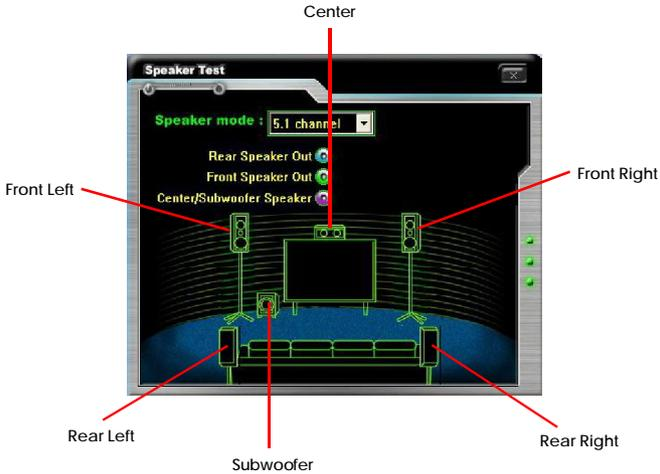 Center
Speaker Test
Speaker mode :
5.1 channel
Rear Speaker Out
Front Speaker Out
Center/Subwoofer Speaker
Front Left
Front Right
Rear Left
Rear Right
Subwoofer